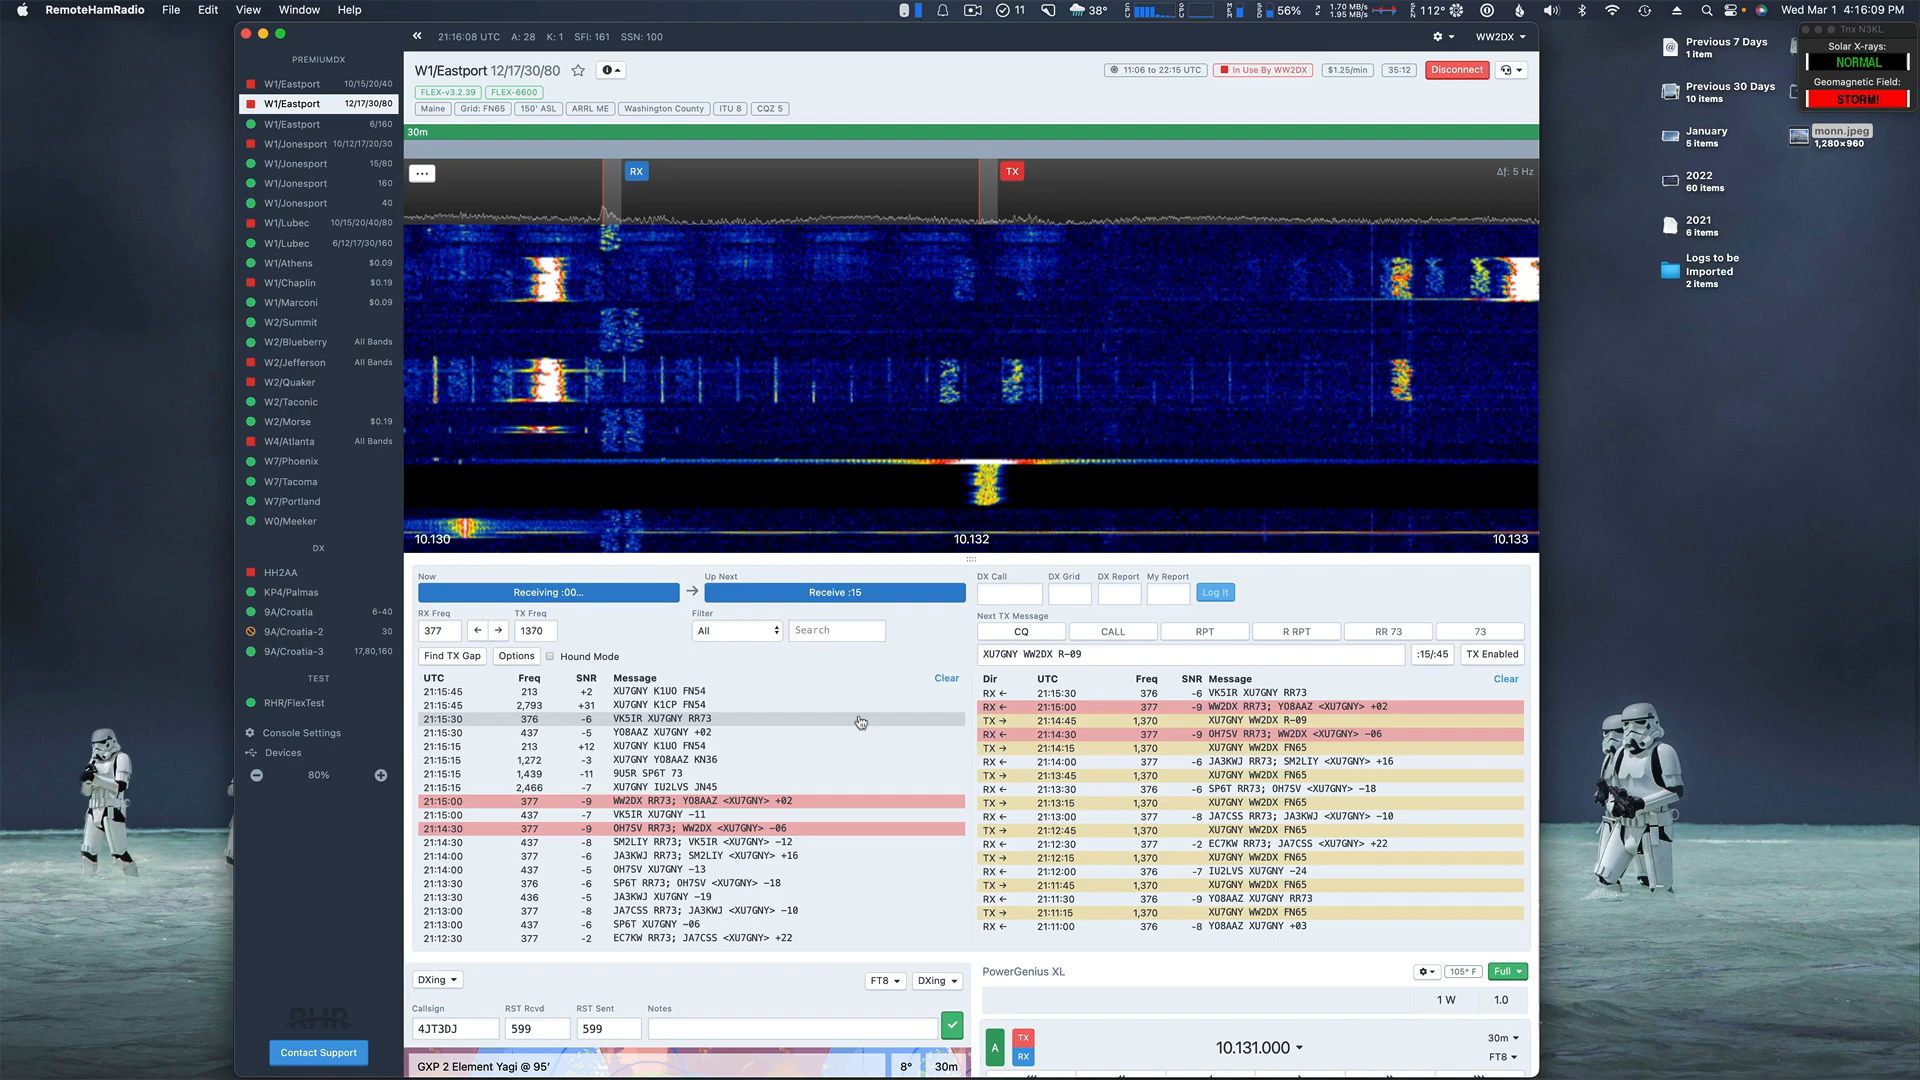 RemoteHamRadio File Edit View Window Help
11 38° 56% 1.70 MB/s 1.95 MB/s 112° Wed Mar 1 4:16:09 PM
Tnx N3KL
Solar X-rays:
NORMAL
Geomagnetic Field:
STORM!
Previous 7 Days
1 item
Previous 30 Days
10 items
January
5 items
monn.jpeg
1,280×960
2022
60 items
2021
6 items
Logs to be
Imported
2 items
PREMIUMDX
W1/Eastport 10/15/20/40
W1/Eastport 12/17/30/80
W1/Eastport 6/160
W1/Jonesport 10/12/17/20/30
W1/Jonesport 15/80
W1/Jonesport 160
W1/Jonesport 40
W1/Lubec 10/15/20/40/80
W1/Lubec 6/12/17/30/160
W1/Athens $0.09
W1/Chaplin $0.19
W1/Marconi $0.09
W2/Summit
W2/Blueberry All Bands
W2/Jefferson All Bands
W2/Quaker
W2/Taconic
W2/Morse $0.19
W4/Atlanta All Bands
W7/Phoenix
W7/Tacoma
W7/Portland
W0/Meeker
DX
HH2AA
KP4/Palmas
9A/Croatia 6-40
9A/Croatia-2 30
9A/Croatia-3 17,80,160
TEST
RHR/FlexTest
Console Settings
Devices
80%
RHR
Contact Support
21:16:08 UTC A: 28 K: 1 SFI: 161 SSN: 100
WW2DX
W1/Eastport 12/17/30/80
11:06 to 22:15 UTC In Use By WW2DX $1.25/min 35:12 Disconnect
FLEX-v3.2.39 FLEX-6600
Maine Grid: FN65 150' ASL ARRL ME Washington County ITU 8 CQZ 5
30m
... RX TX Δf: 5 Hz
10.130 10.132 10.133
Now Up Next
Receiving :00... → Receive :15
RX Freq TX Freq Filter
377 ← → 1370 All Search
Find TX Gap Options Hound Mode
UTC Freq SNR Message Clear
21:15:45 213 +2 XU7GNY K1UO FN54
21:15:45 2,793 +31 XU7GNY K1CP FN54
21:15:30 376 -6 VK5IR XU7GNY RR73
21:15:30 437 -5 YO8AAZ XU7GNY +02
21:15:15 213 +12 XU7GNY K1UO FN54
21:15:15 1,272 -3 XU7GNY YO8AAZ KN36
21:15:15 1,439 -11 9U5R SP6T 73
21:15:15 2,466 -7 XU7GNY IU2LVS JN45
21:15:00 377 -9 WW2DX RR73; YO8AAZ <XU7GNY> +02
21:15:00 437 -7 VK5IR XU7GNY -11
21:14:30 377 -9 OH7SV RR73; WW2DX <XU7GNY> -06
21:14:30 437 -8 SM2LIY RR73; VK5IR <XU7GNY> -12
21:14:00 377 -6 JA3KWJ RR73; SM2LIY <XU7GNY> +16
21:14:00 437 -5 OH7SV XU7GNY -13
21:13:30 376 -6 SP6T RR73; OH7SV <XU7GNY> -18
21:13:30 436 -5 JA3KWJ XU7GNY -19
21:13:00 377 -8 JA7CSS RR73; JA3KWJ <XU7GNY> -10
21:13:00 437 -6 SP6T XU7GNY -06
21:12:30 377 -2 EC7KW RR73; JA7CSS <XU7GNY> +22
DX Call DX Grid DX Report My Report
Log It
Next TX Message
CQ CALL RPT R RPT RR 73 73
XU7GNY WW2DX R-09 :15/:45 TX Enabled
Dir UTC Freq SNR Message Clear
RX ← 21:15:30 376 -6 VK5IR XU7GNY RR73
RX ← 21:15:00 377 -9 WW2DX RR73; YO8AAZ <XU7GNY> +02
TX → 21:14:45 1,370 XU7GNY WW2DX R-09
RX ← 21:14:30 377 -9 OH7SV RR73; WW2DX <XU7GNY> -06
TX → 21:14:15 1,370 XU7GNY WW2DX FN65
RX ← 21:14:00 377 -6 JA3KWJ RR73; SM2LIY <XU7GNY> +16
TX → 21:13:45 1,370 XU7GNY WW2DX FN65
RX ← 21:13:30 376 -6 SP6T RR73; OH7SV <XU7GNY> -18
TX → 21:13:15 1,370 XU7GNY WW2DX FN65
RX ← 21:13:00 377 -8 JA7CSS RR73; JA3KWJ <XU7GNY> -10
TX → 21:12:45 1,370 XU7GNY WW2DX FN65
RX ← 21:12:30 377 -2 EC7KW RR73; JA7CSS <XU7GNY> +22
TX → 21:12:15 1,370 XU7GNY WW2DX FN65
RX ← 21:12:00 376 -7 IU2LVS XU7GNY -24
TX → 21:11:45 1,370 XU7GNY WW2DX FN65
RX ← 21:11:30 376 -9 YO8AAZ XU7GNY RR73
TX → 21:11:15 1,370 XU7GNY WW2DX FN65
RX ← 21:11:00 376 -8 YO8AAZ XU7GNY +03
DXing FT8 DXing
Callsign RST Rcvd RST Sent Notes
4JT3DJ 599 599
GXP 2 Element Yagi @ 95' 8° 30m
PowerGenius XL 105° F Full
1 W 1.0
A TX RX 10.131.000 30m
FT8